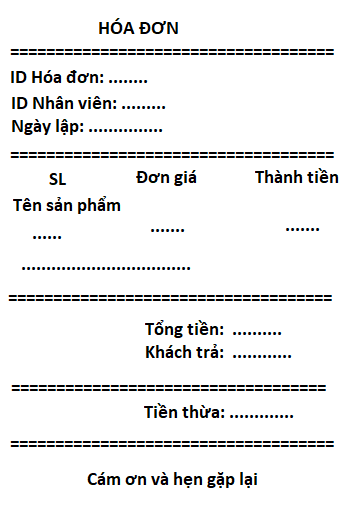 HÓA ĐƠN
====================================
ID Hóa đơn: ........
ID Nhân viên: .........
Ngày lập: ...............
====================================
SL Đơn giá Thành tiền
Tên sản phẩm
...... ....... .......
.................................
====================================
Tổng tiền: ..........
Khách trả: ............
===================================
Tiền thừa: .............
====================================
Cám ơn và hẹn gặp lại